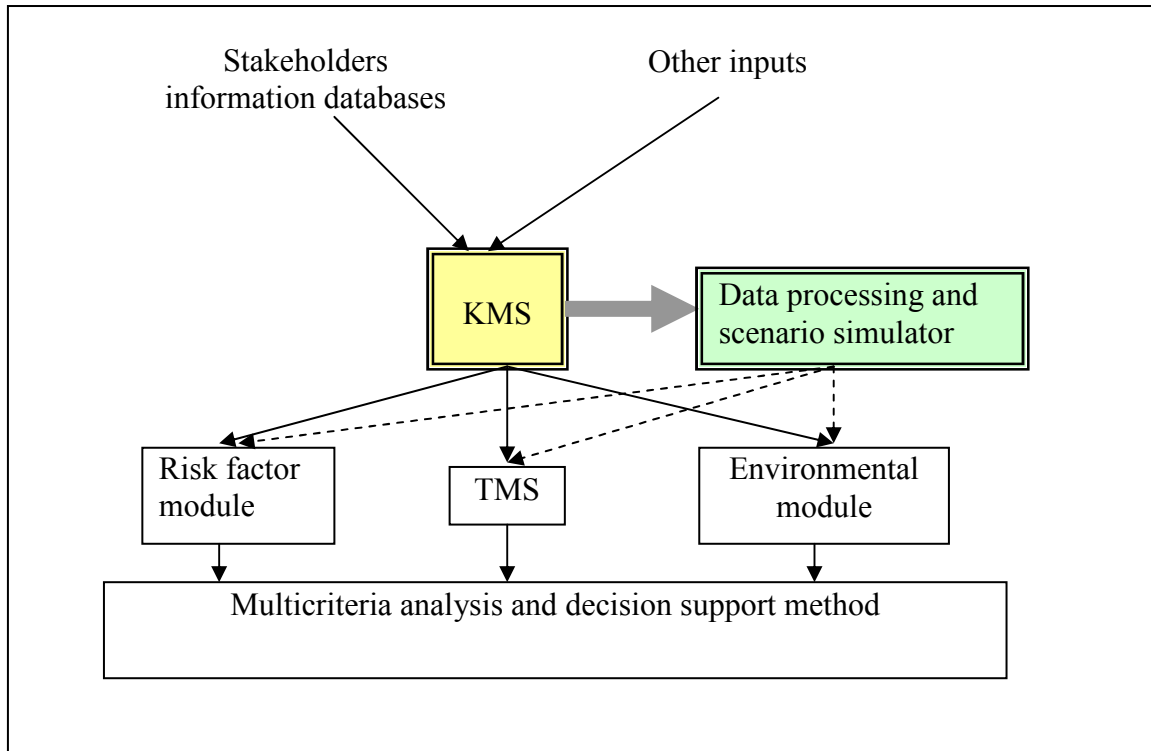 Stakeholders
information databases
Other inputs
KMS
Data processing and
scenario simulator
Risk factor
module
TMS
Environmental
module
Multicriteria analysis and decision support method